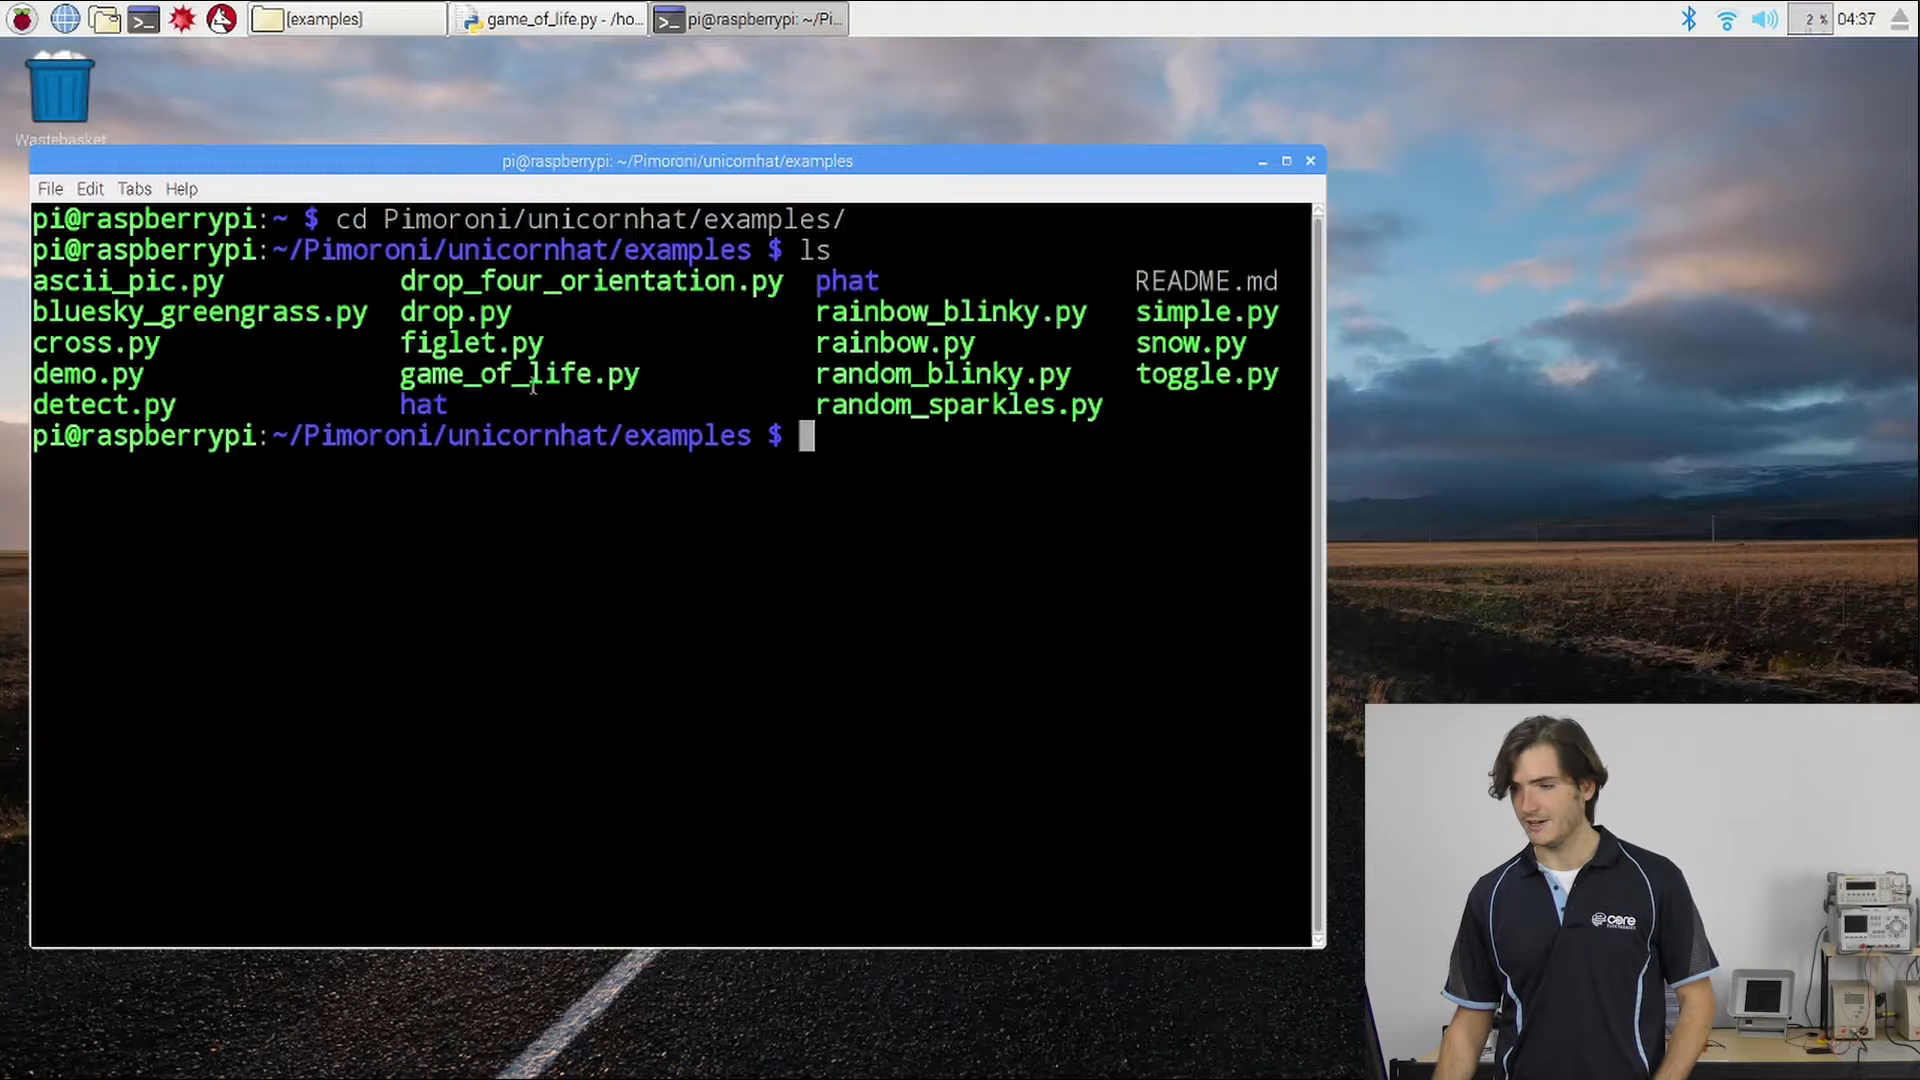 [examples]
game_of_life.py - /ho...
pi@raspberrypi: ~/Pi...
2 %
04:37
Wastebasket
pi@raspberrypi: ~/Pimoroni/unicornhat/examples
File Edit Tabs Help
pi@raspberrypi:~ $ cd Pimoroni/unicornhat/examples/
pi@raspberrypi:~/Pimoroni/unicornhat/examples $ ls
ascii_pic.py drop_four_orientation.py phat README.md
bluesky_greengrass.py drop.py rainbow_blinky.py simple.py
cross.py figlet.py rainbow.py snow.py
demo.py game_of_life.py random_blinky.py toggle.py
detect.py hat random_sparkles.py
pi@raspberrypi:~/Pimoroni/unicornhat/examples $
core
ELECTRONICS